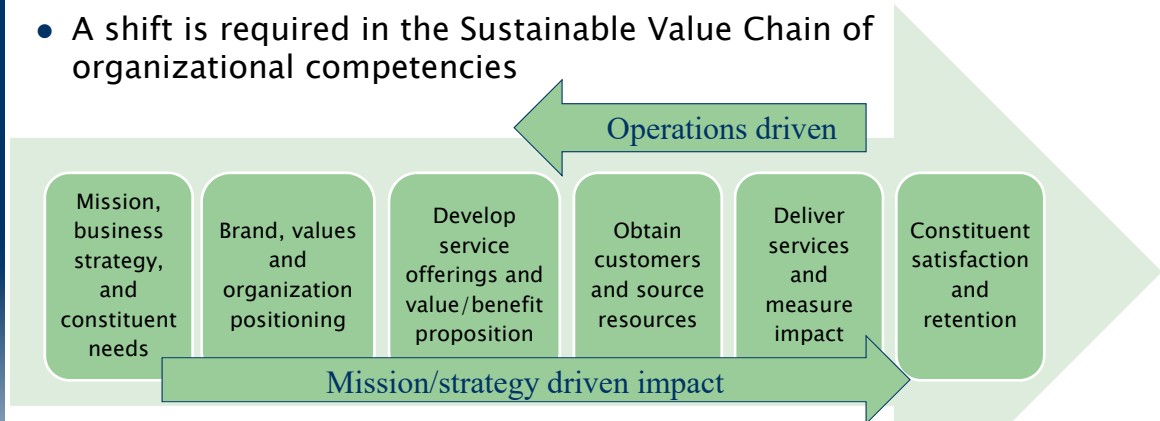 • A shift is required in the Sustainable Value Chain of
organizational competencies
Operations driven
Mission,
business
strategy,
and
constituent
needs
Brand, values
and
organization
positioning
Develop
service
offerings and
value/benefit
proposition
Obtain
customers
and source
resources
Deliver
services
and
measure
impact
Constituent
satisfaction
and
retention
Mission/strategy driven impact